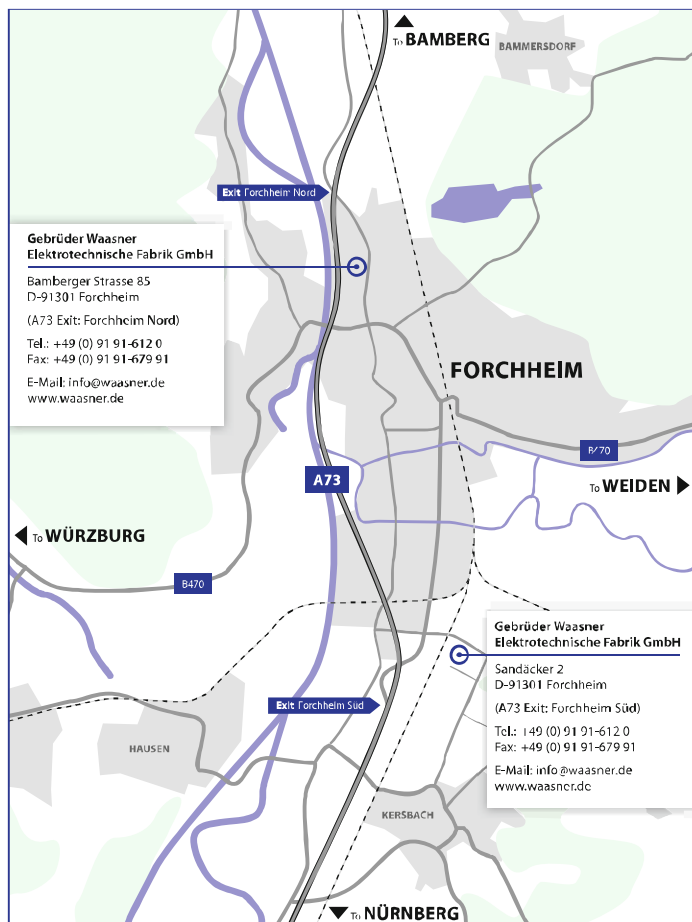 To BAMBERG
BAMMERSDORF
Exit Forchheim Nord
Gebrüder Waasner
Elektrotechnische Fabrik GmbH
Bamberger Strasse 85
D-91301 Forchheim
(A73 Exit: Forchheim Nord)
Tel.: +49 (0) 91 91-612 0
Fax: +49 (0) 91 91-679 91
E-Mail: info@waasner.de
www.waasner.de
FORCHHEIM
B470
A73
To WEIDEN
To WÜRZBURG
B470
Gebrüder Waasner
Elektrotechnische Fabrik GmbH
Sandäcker 2
D-91301 Forchheim
(A73 Exit: Forchheim Süd)
Tel.: +49 (0) 91 91-612 0
Fax: +49 (0) 91 91-679 91
E-Mail: info@waasner.de
www.waasner.de
Exit Forchheim Süd
HAUSEN
KERSBACH
To NÜRNBERG